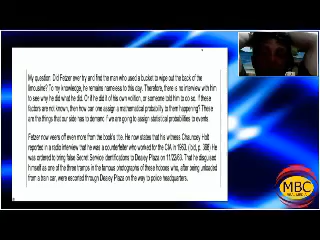 My question: Did Fetzer ever try and find the man who used a bucket to wipe out the back of the
limousine? To my knowledge, he remains nameless to this day. Therefore, there is no interview with him
to see why he did what he did. Or if he did it of his own volition, or someone told him to do so. If these
factors are not known, then how can one assign a mathematical probability to them happening? These
are the things that our side has to demand if we are going to assign statistical probabilities to events.
Fetzer now veers off even more from the book's title. He now states that his witness Chauncey Holt
reported in a radio interview that he was a counterfeiter who worked for the CIA in 1963. (Ibid, p. 368) He
was ordered to bring false Secret Service identifications to Dealey Plaza on 11/22/63. That he disguised
himself as one of the three tramps in the famous photographs of these hoboes who, after being unloaded
from a train car, were escorted through Dealey Plaza on the way to police headquarters.
MBC